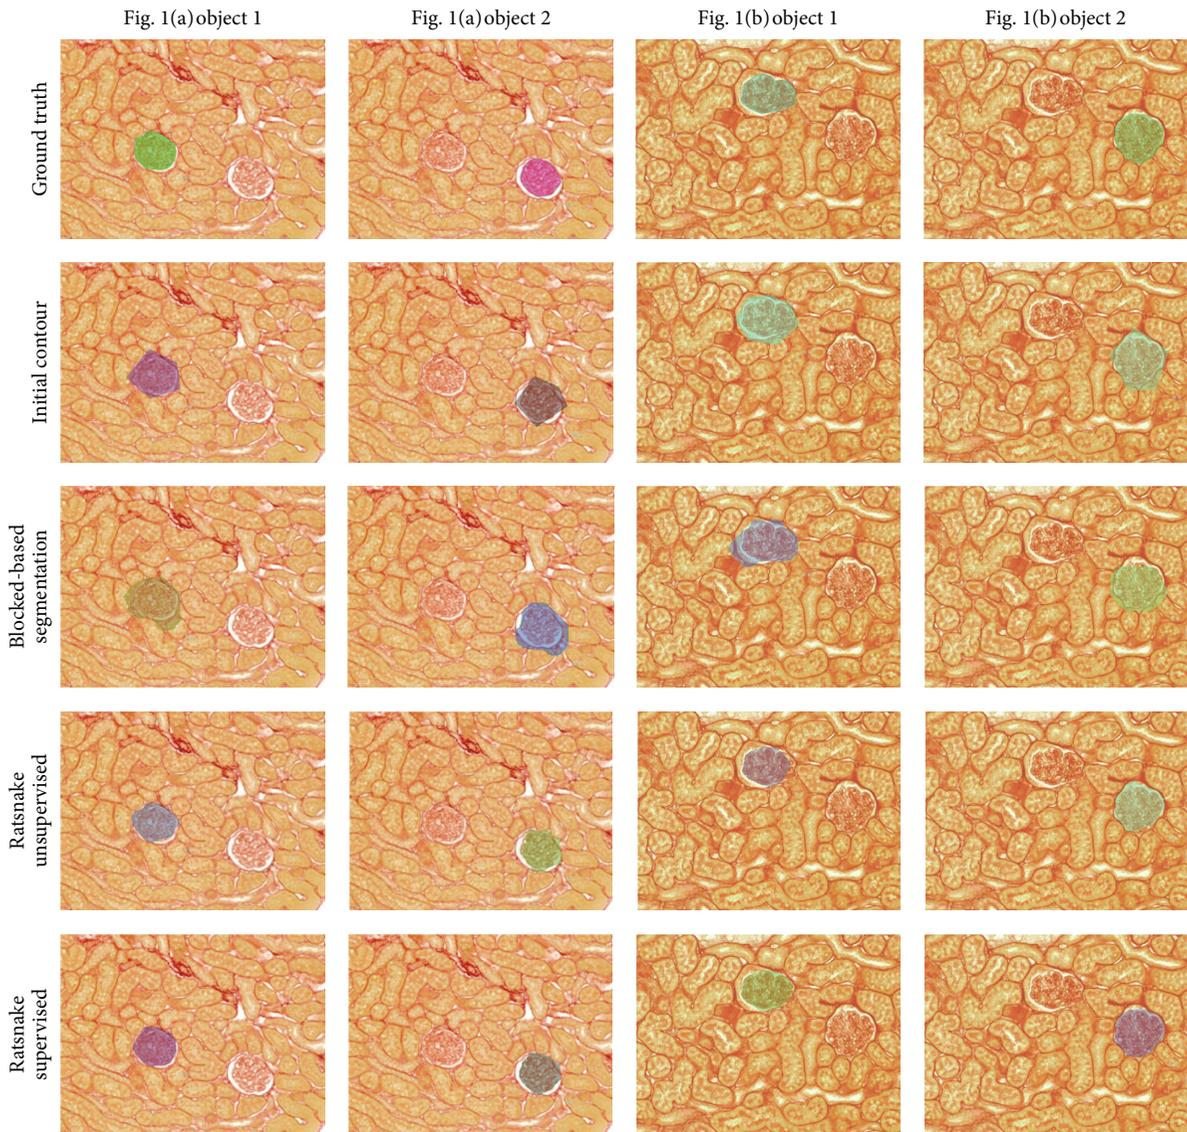 Fig. 1(a) object 1
Fig. 1(a) object 2
Fig. 1(b) object 1
Fig. 1(b) object 2
Ground truth
Initial contour
Blocked-based
segmentation
Ratsnake
unsupervised
Ratsnake
supervised